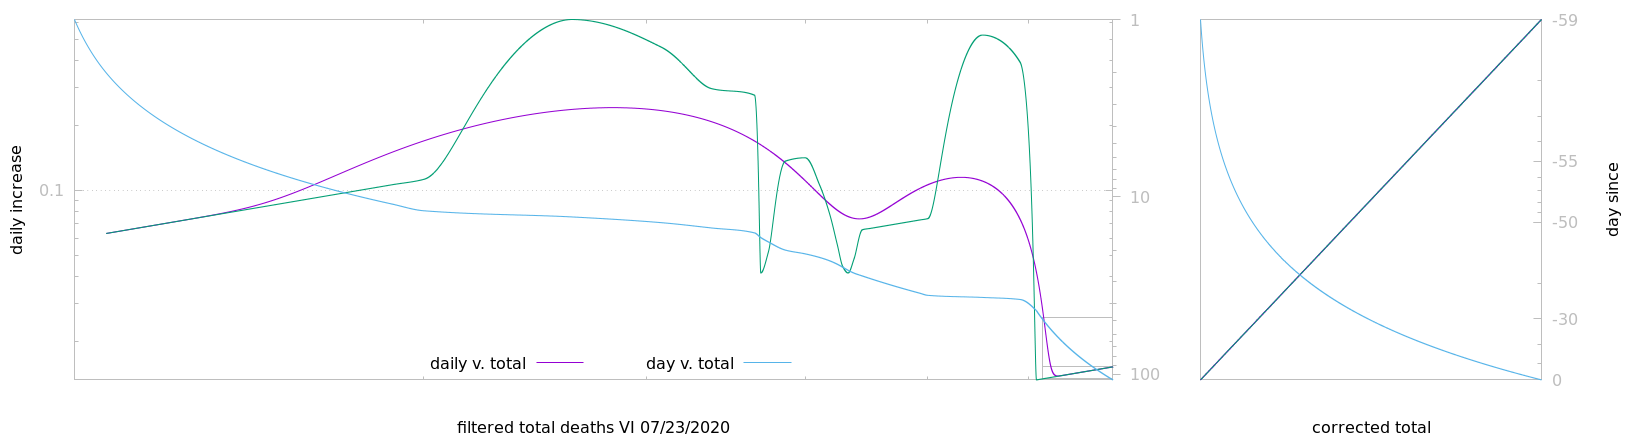 1
-59
-55
0.1
10
-50
daily increase
day since
-30
daily v. total
day v. total
100
0
filtered total deaths VI 07/23/2020
corrected total